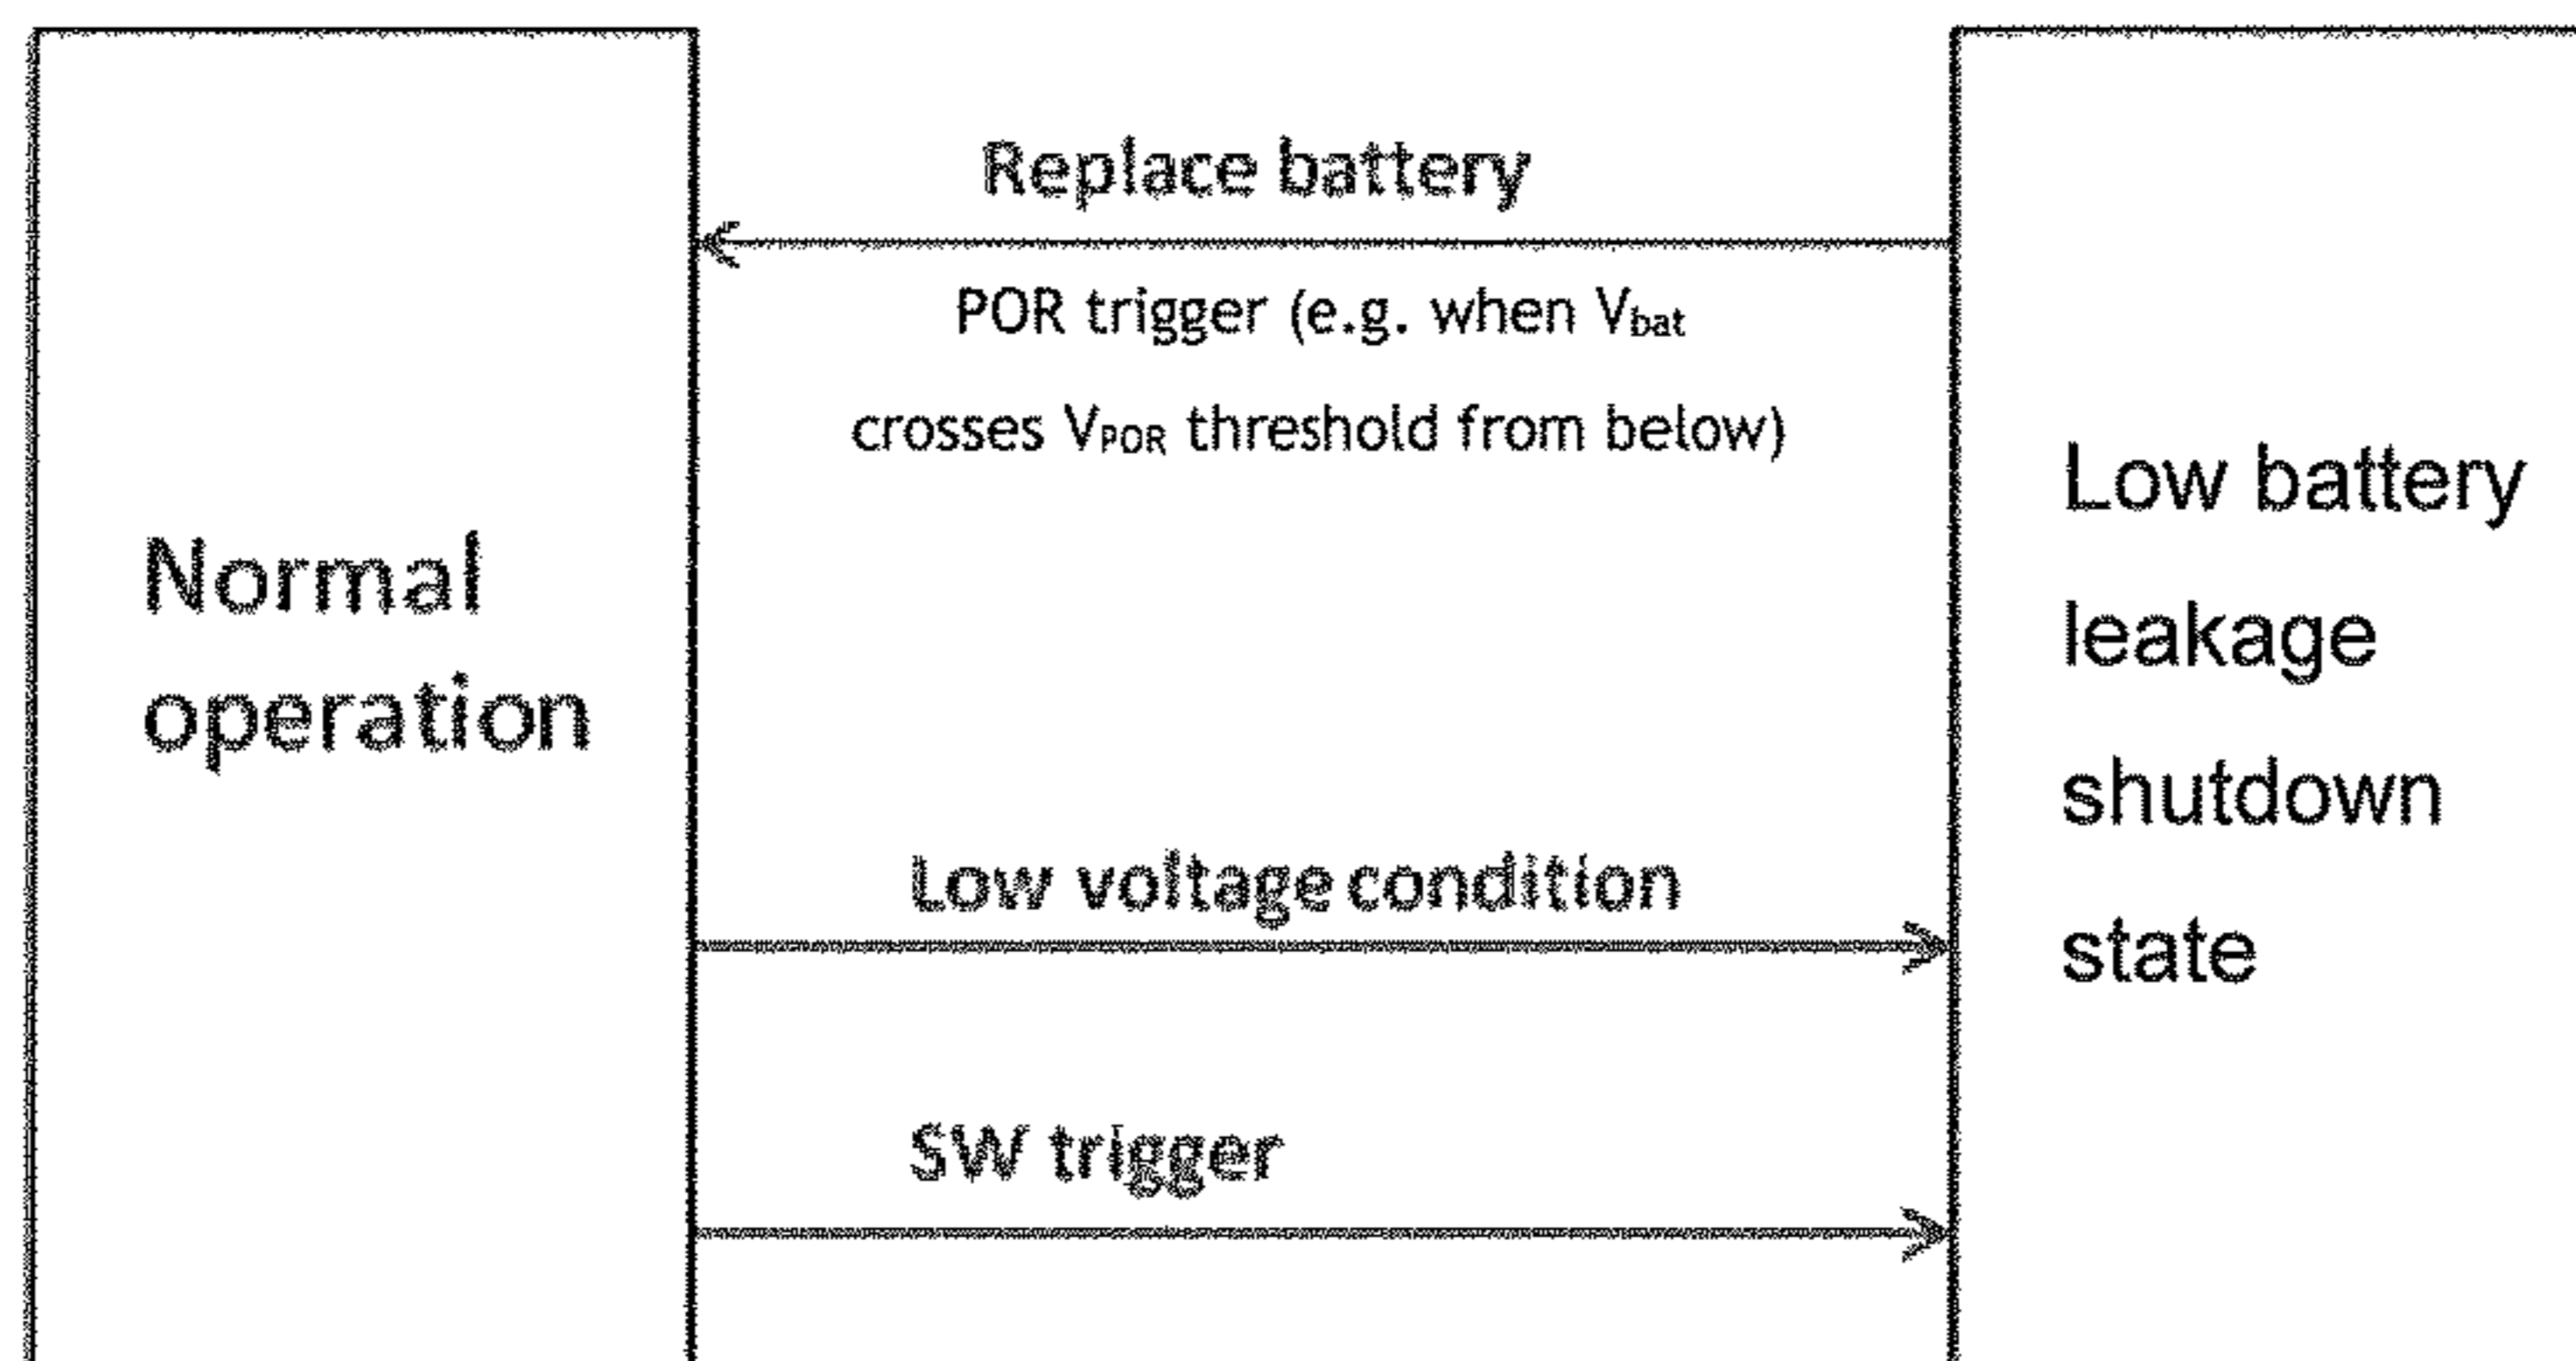 Replace battery
POR trigger (e.g. when Vbat
crosses VPOR threshold from below)
Normal
operation
Low voltage condition
SW trigger
Low battery
leakage
shutdown
state